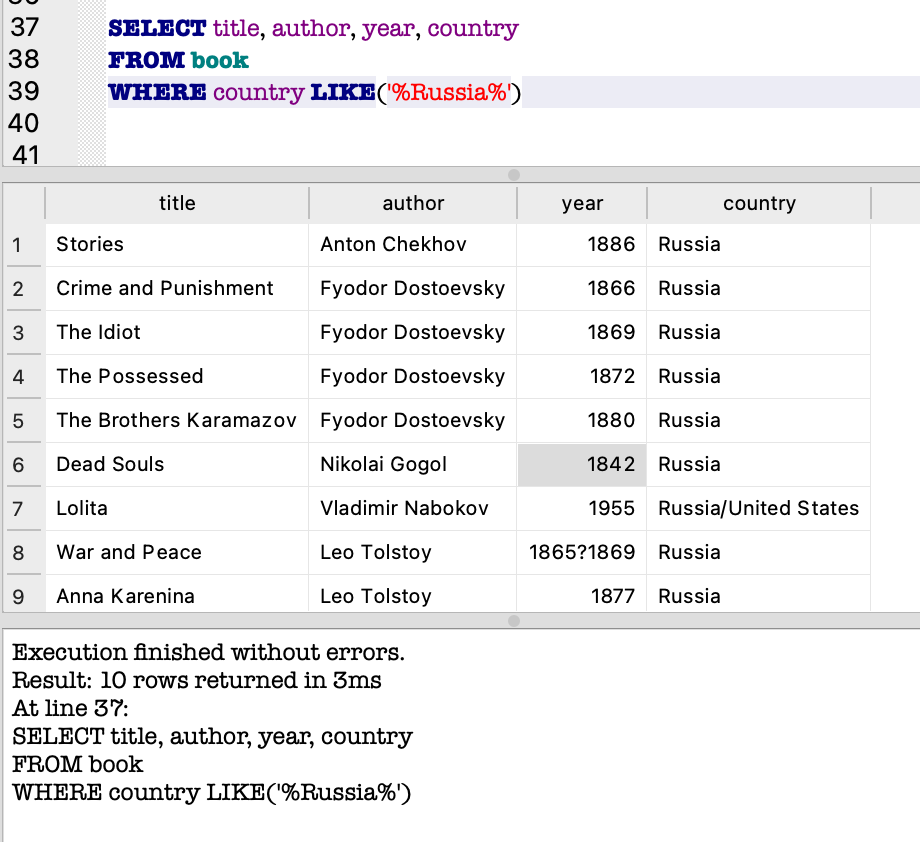 37 SELECT title, author, year, country
38 FROM book
39 WHERE country LIKE('%Russia%')
40
41
title author year country
1 Stories Anton Chekhov 1886 Russia
2 Crime and Punishment Fyodor Dostoevsky 1866 Russia
3 The Idiot Fyodor Dostoevsky 1869 Russia
4 The Possessed Fyodor Dostoevsky 1872 Russia
5 The Brothers Karamazov Fyodor Dostoevsky 1880 Russia
6 Dead Souls Nikolai Gogol 1842 Russia
7 Lolita Vladimir Nabokov 1955 Russia/United States
8 War and Peace Leo Tolstoy 1865?1869 Russia
9 Anna Karenina Leo Tolstoy 1877 Russia
Execution finished without errors.
Result: 10 rows returned in 3ms
At line 37:
SELECT title, author, year, country
FROM book
WHERE country LIKE('%Russia%')